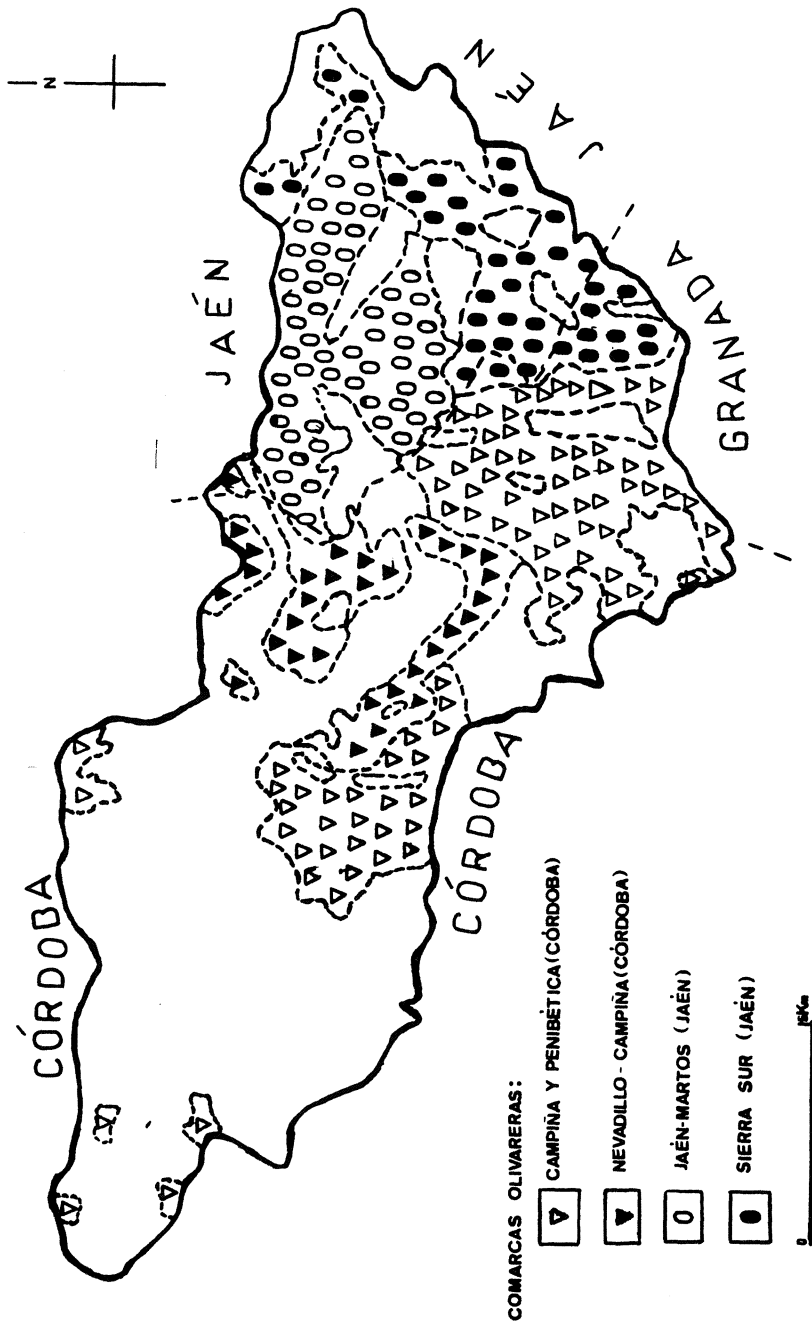 N
JAÉN
JAÉN
GRANADA
CÓRDOBA
CÓRDOBA
COMARCAS OLIVARERAS:
CAMPIÑA Y PENIBÉTICA(CÓRDOBA)
NEVADILLO - CAMPIÑA(CÓRDOBA)
JAÉN-MARTOS (JAÉN)
SIERRA SUR (JAÉN)
0